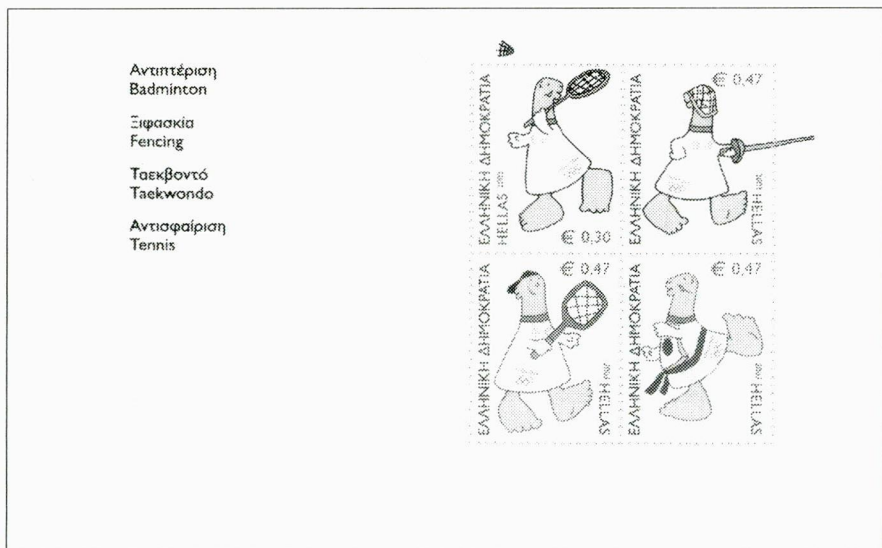 Αντιπτέριση
Badminton
Ξιφασκία
Fencing
Ταεκβοντό
Taekwondo
Αντισφαίριση
Tennis
ΕΛΛΗΝΙΚΗ ΔΗΜΟΚΡΑΤΙΑ
HELLAS
€ 0,30
ΕΛΛΗΝΙΚΗ ΔΗΜΟΚΡΑΤΙΑ
€ 0,47
HELLAS
ΕΛΛΗΝΙΚΗ ΔΗΜΟΚΡΑΤΙΑ
€ 0,47
HELLAS
ΕΛΛΗΝΙΚΗ ΔΗΜΟΚΡΑΤΙΑ
€ 0,47
HELLAS